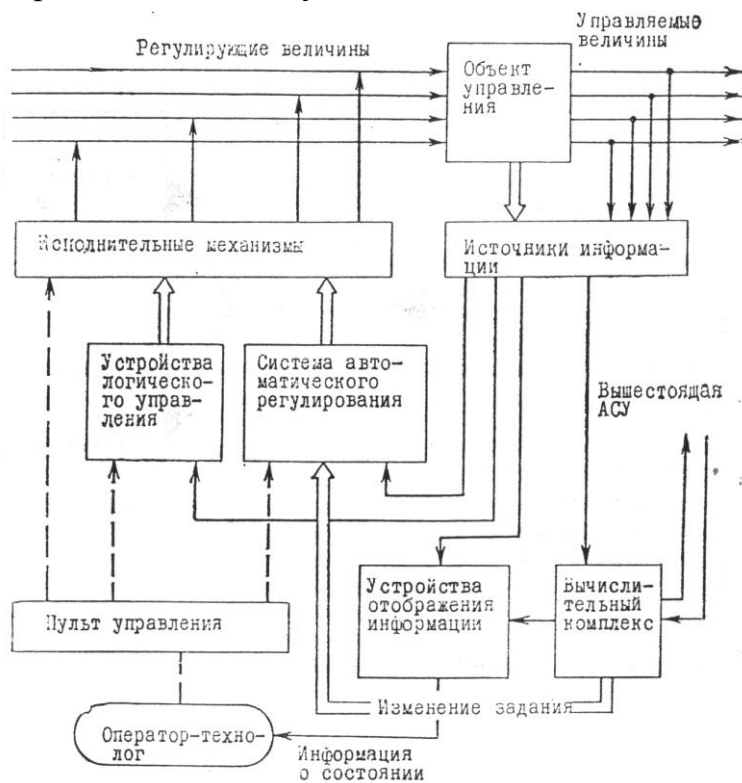 Управляемые
величины
Регулирующие величины
Объект
управле-
ния
Исполнительные механизмы
Источники информа-
ции
Устройства
логическо-
го управ-
ления
Система авто-
матического
регулирования
Вышестоящая
АСУ
Устройства
отображения
информации
Вычисли-
тельный
комплекс
Пульт управления
Изменение задания
Оператор-техно-
лог
Информация
о состоянии